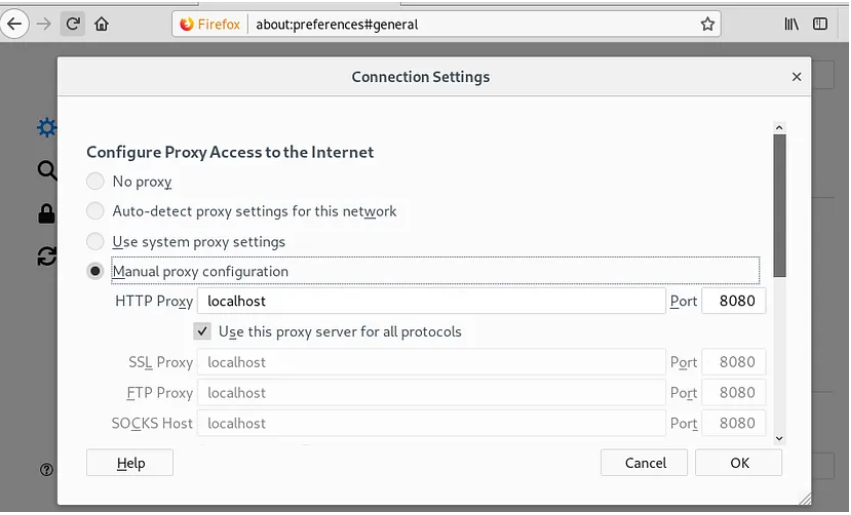 Firefox about:preferences#general
Connection Settings
Configure Proxy Access to the Internet
No proxy
Auto-detect proxy settings for this network
Use system proxy settings
Manual proxy configuration
HTTP Proxy localhost Port 8080
Use this proxy server for all protocols
SSL Proxy localhost Port 8080
FTP Proxy localhost Port 8080
SOCKS Host localhost Port 8080
Help Cancel OK